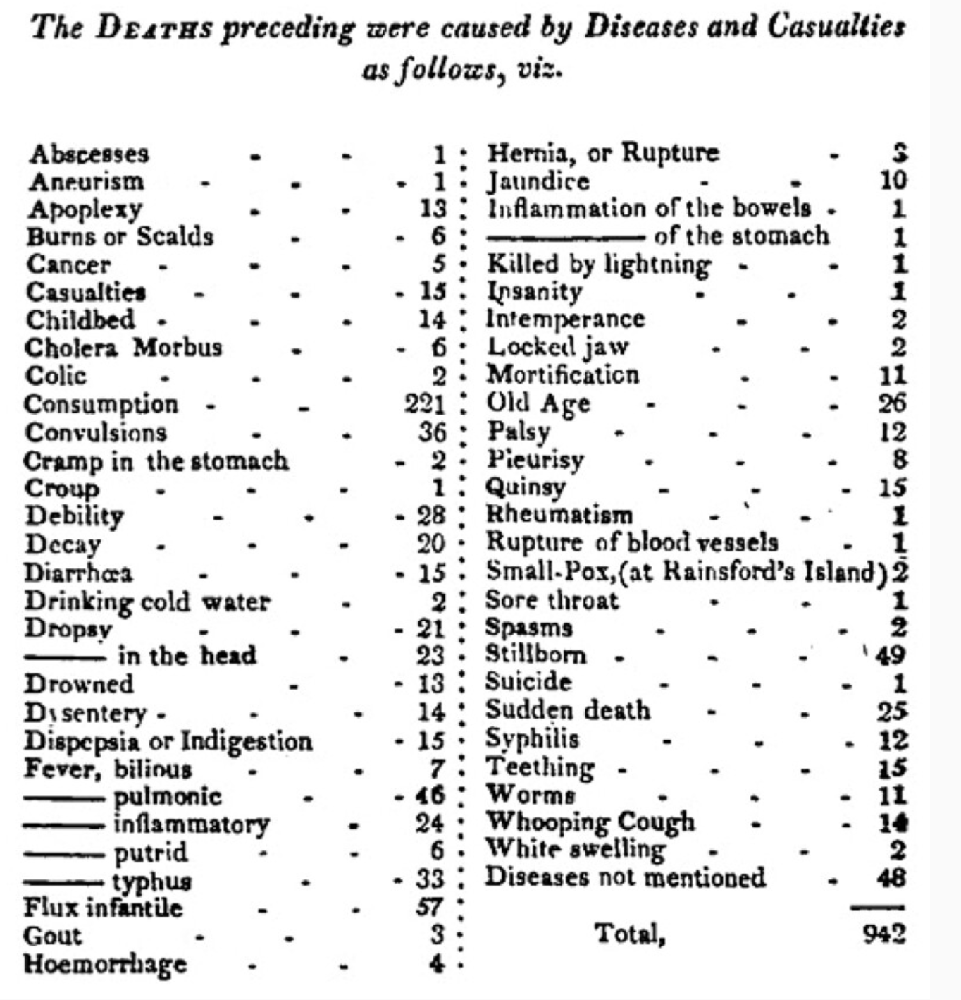 The DEATHS preceding were caused by Diseases and Casualties
as follows, viz.
Abscesses - - 1
Aneurism - - - 1
Apoplexy - - 13
Burns or Scalds - - 6
Cancer - - - 5
Casualties - - - 15
Childbed - - - 14
Cholera Morbus - - 6
Colic - - - 2
Consumption - - 221
Convulsions - - 36
Cramp in the stomach - 2
Croup - - - 1
Debility - - - 28
Decay - - - 20
Diarrhœa - - - 15
Drinking cold water - 2
Dropsy - - - 21
—— in the head - 23
Drowned - - 13
Dysentery - - - 14
Dispepsia or Indigestion - 15
Fever, bilious - - 7
—— pulmonic - - 46
—— inflammatory - 24
—— putrid - - 6
—— typhus - - 33
Flux infantile - - 57
Gout - - 3
Hoemorrhage - - 4
Hernia, or Rupture - 3
Jaundice - - 10
Inflammation of the bowels - 1
———— of the stomach 1
Killed by lightning - - 1
Insanity - - 1
Intemperance - - 2
Locked jaw - - 2
Mortification - - 11
Old Age - - - 26
Palsy - - - 12
Pleurisy - - - 8
Quinsy - - - 15
Rheumatism - - 1
Rupture of blood vessels - 1
Small-Pox,(at Rainsford's Island) 2
Sore throat - - 1
Spasms - - - 2
Stillborn - - - 49
Suicide - - - 1
Sudden death - - 25
Syphilis - - - 12
Teething - - - 15
Worms - - - 11
Whooping Cough - - 14
White swelling - - 2
Diseases not mentioned - 48
Total, 942